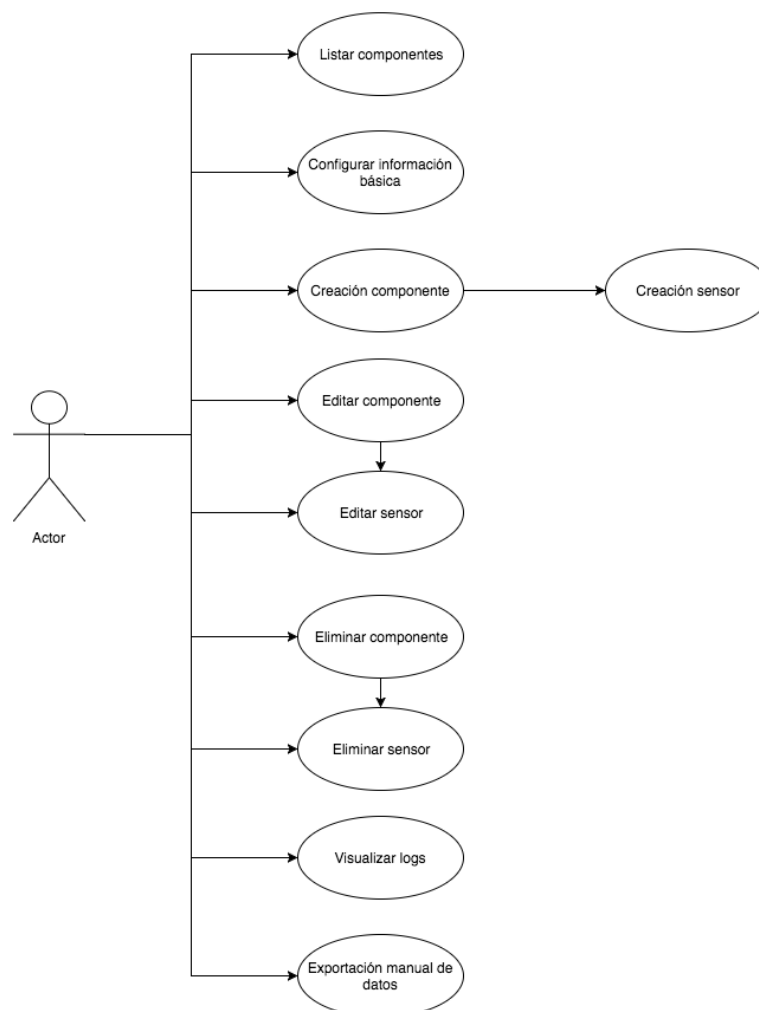 Listar componentes
Configurar información
básica
Creación componente
Creación sensor
Editar componente
Editar sensor
Actor
Eliminar componente
Eliminar sensor
Visualizar logs
Exportación manual de
datos